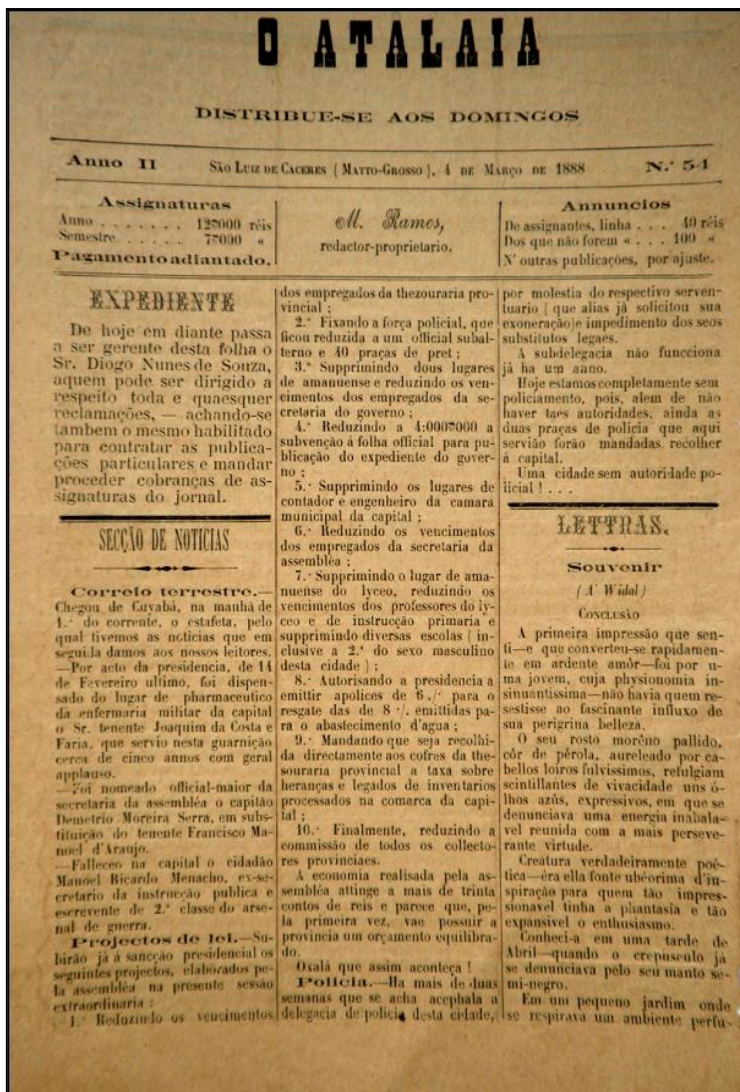 O ATALAIA
DISTRIBUE-SE AOS DOMINGOS
Anno II
SÃO LUIZ DE CACERES ( MATTO-GROSSO ), 4 DE MARÇO DE 1888
N.º 54
Assignaturas
Anno . . . . . . . 12$000 réis
Semestre . . . . . 7$000 «
Pagamento adiantado.
M. Ramos,
redactor-proprietario.
Annuncios
De assignantes, linha . . . 40 réis
Dos que não forem « . . . 100 «
N'outras publicações, por ajuste.
EXPEDIENTE
De hoje em diante passa
a ser gerente desta folha o
Sr. Diogo Nunes de Souza,
aquem pode ser dirigido a
respeito toda e quaesquer
reclamações, — achando-se
tambem o mesmo habilitado
para contratar as publica-
ções particulares e mandar
proceder cobranças de as-
signaturas do jornal.
SECÇÃO DE NOTICIAS
Correio terrestre.—
Chegou de Cuyabá, na manhã de
1.º do corrente, o estafeta, pelo
qual tivemos as noticias que em
seguida damos aos nossos leitores.
—Por acto da presidencia, de 14
de Fevereiro ultimo, foi dispen-
sado do lugar de pharmaceutico
da enfermaria militar da capital
o Sr. tenente Joaquim da Costa e
Faria, que servio nesta guarnição
cerca de cinco annos com geral
applauso.
—Foi nomeado official-maior da
secretaria da assembléa o capitão
Demetrio Moreira Serra, em subs-
tituição do tenente Francisco Ma-
noel d'Araujo.
—Falleceo na capital o cidadão
Manoel Ricardo Menacho, ex-se-
cretario da instrucção publica e
escrevente de 2.ª classe do arse-
nal de guerra.
Projectos de lei.—Su-
birão já á sancção presidencial os
seguintes projectos, elaborados pe-
la assembléa na presente sessão
extraordinaria :
1.º Reduzindo os vencimentos
dos empregados da thezouraria pro-
vincial ;
2.º Fixando a força policial, que
ficou reduzida a um official subal-
terno e 40 praças de pret ;
3.º Supprimindo dous lugares
de amanuense e reduzindo os ven-
cimentos dos empregados da se-
cretaria do governo ;
4.º Reduzindo a 4:000$000 a
subvenção á folha official para pu-
blicação do expediente do gover-
no ;
5.º Supprimindo os lugares de
contador e engenheiro da camara
municipal da capital ;
6.º Reduzindo os vencimentos
dos empregados da secretaria da
assembléa ;
7.º Supprimindo o lugar de ama-
nuense do lyceo, reduzindo os
vencimentos dos professores do ly-
ceo e de instrucção primaria e
supprimindo diversas escolas ( in-
clusive a 2.ª do sexo masculino
desta cidade ) ;
8.º Autorisando a presidencia a
emittir apolices de 6 ./· para o
resgate das de 8 ·/. emittidas pa-
ra o abastecimento d'agua ;
9.º Mandando que seja recolhi-
da directamente aos cofres da the-
souraria provincial a taxa sobre
heranças e legados de inventarios
processados na comarca da capi-
tal ;
10.º Finalmente, reduzindo a
commissão de todos os collecto-
res provinciaes.
A economia realisada pela as-
sembléa attinge a mais de trinta
contos de reis e parece que, pe-
la primeira vez, vae possuir a
provincia um orçamento equilibra-
do.
Oxalá que assim aconteça !
Policia.—Ha mais de duas
semanas que se acha acephala a
delegacia de policia desta cidade,
por molestia do respectivo serven-
tuario ( que alias já solicitou sua
exoneração)e impedimento dos seos
substitutos legaes.
A subdelegacia não funcciona
já ha um anno.
Hoje estamos completamente sem
policiamento, pois, alem de não
haver taes autoridades, ainda as
duas praças de policia que aqui
servião forão mandadas recolher
á capital.
Uma cidade sem autoridade po-
licial ! . . .
LETTRAS.
Souvenir
( A' Widal )
CONCLUSÃO
A primeira impressão que sen-
ti—e que converteu-se rapidamen-
te em ardente amôr—foi por u-
ma jovem, cuja physionomia in-
sinuantissima—não havia quem re-
sestisse ao fascinante influxo de
sua perigrina belleza.
O seu rosto morêno pallido,
côr de pérola, aureleado por ca-
bellos loiros fulvissimos, refulgiam
scintillantes de vivacidade uns ó-
lhos azûs, expressivos, em que se
denunciava uma energia inabala-
vel reunida com a mais perseve-
rante virtude.
Creatura verdadeiramente poé-
tica—éra ella fonte ubéorima d'ins-
piração para quem tão impres-
sionavel tinha a phantasia e tão
expansivel o enthusiasmo.
Conheci-a em uma tarde de
Abril—quando o crepusculo já
se denunciava pelo seu manto se-
mi-negro.
Em um pequeno jardim onde
se respirava um ambiente perfu-